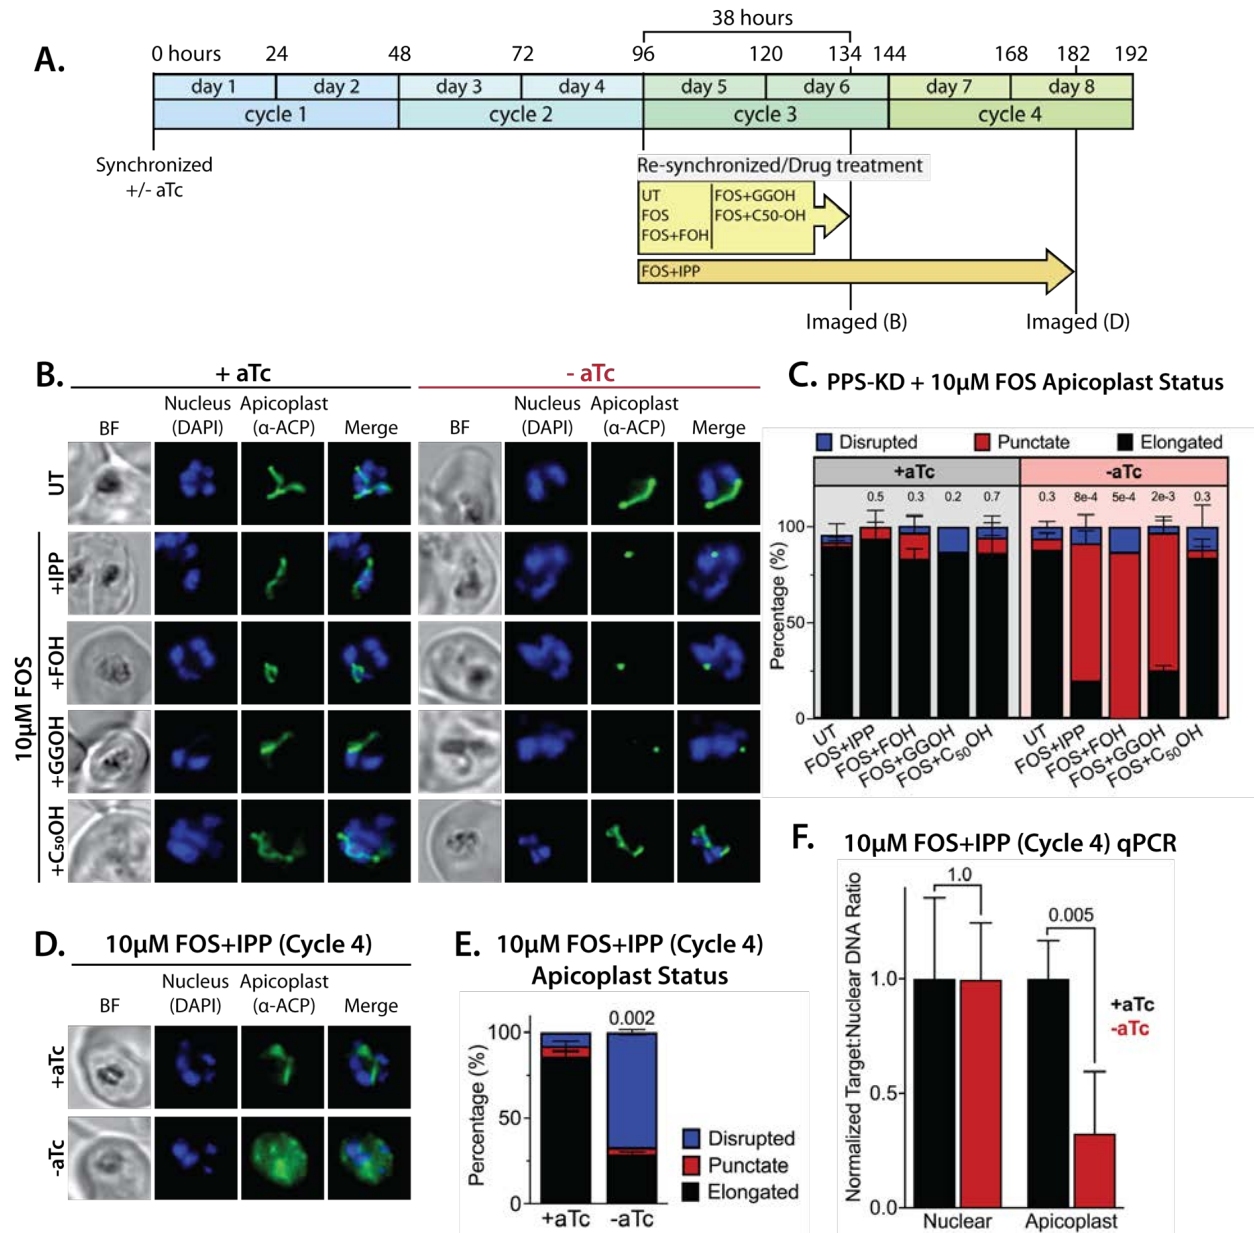 A.
38 hours
0 hours 24 48 72 96 120 134 144 168 182 192
day 1 day 2 day 3 day 4 day 5 day 6 day 7 day 8
cycle 1 cycle 2 cycle 3 cycle 4
Synchronized
+/- aTc
Re-synchronized/Drug treatment
UT FOS+GGOH
FOS FOS+C50-OH
FOS+FOH
FOS+IPP
Imaged (B) Imaged (D)
B.
+ aTc - aTc
Nucleus Apicoplast Nucleus Apicoplast
BF (DAPI) (α-ACP) Merge BF (DAPI) (α-ACP) Merge
UT
10µM FOS
+IPP
+FOH
+GGOH
+C₅₀OH
C. PPS-KD + 10µM FOS Apicoplast Status
Disrupted Punctate Elongated
+aTc -aTc
0.5 0.3 0.2 0.7 0.3 8e-4 5e-4 2e-3 0.3
Percentage (%)
100
50
0
UT FOS+IPP FOS+FOH FOS+GGOH FOS+C₅₀OH UT FOS+IPP FOS+FOH FOS+GGOH FOS+C₅₀OH
D. 10µM FOS+IPP (Cycle 4)
Nucleus Apicoplast
BF (DAPI) (α-ACP) Merge
+aTc
-aTc
E. 10µM FOS+IPP (Cycle 4)
Apicoplast Status
0.002
Percentage (%)
100
50
0
+aTc -aTc
Disrupted
Punctate
Elongated
F.
10µM FOS+IPP (Cycle 4) qPCR
Normalized Target:Nuclear DNA Ratio
1.0
0.005
1.0
0.5
0.0
+aTc
-aTc
Nuclear Apicoplast